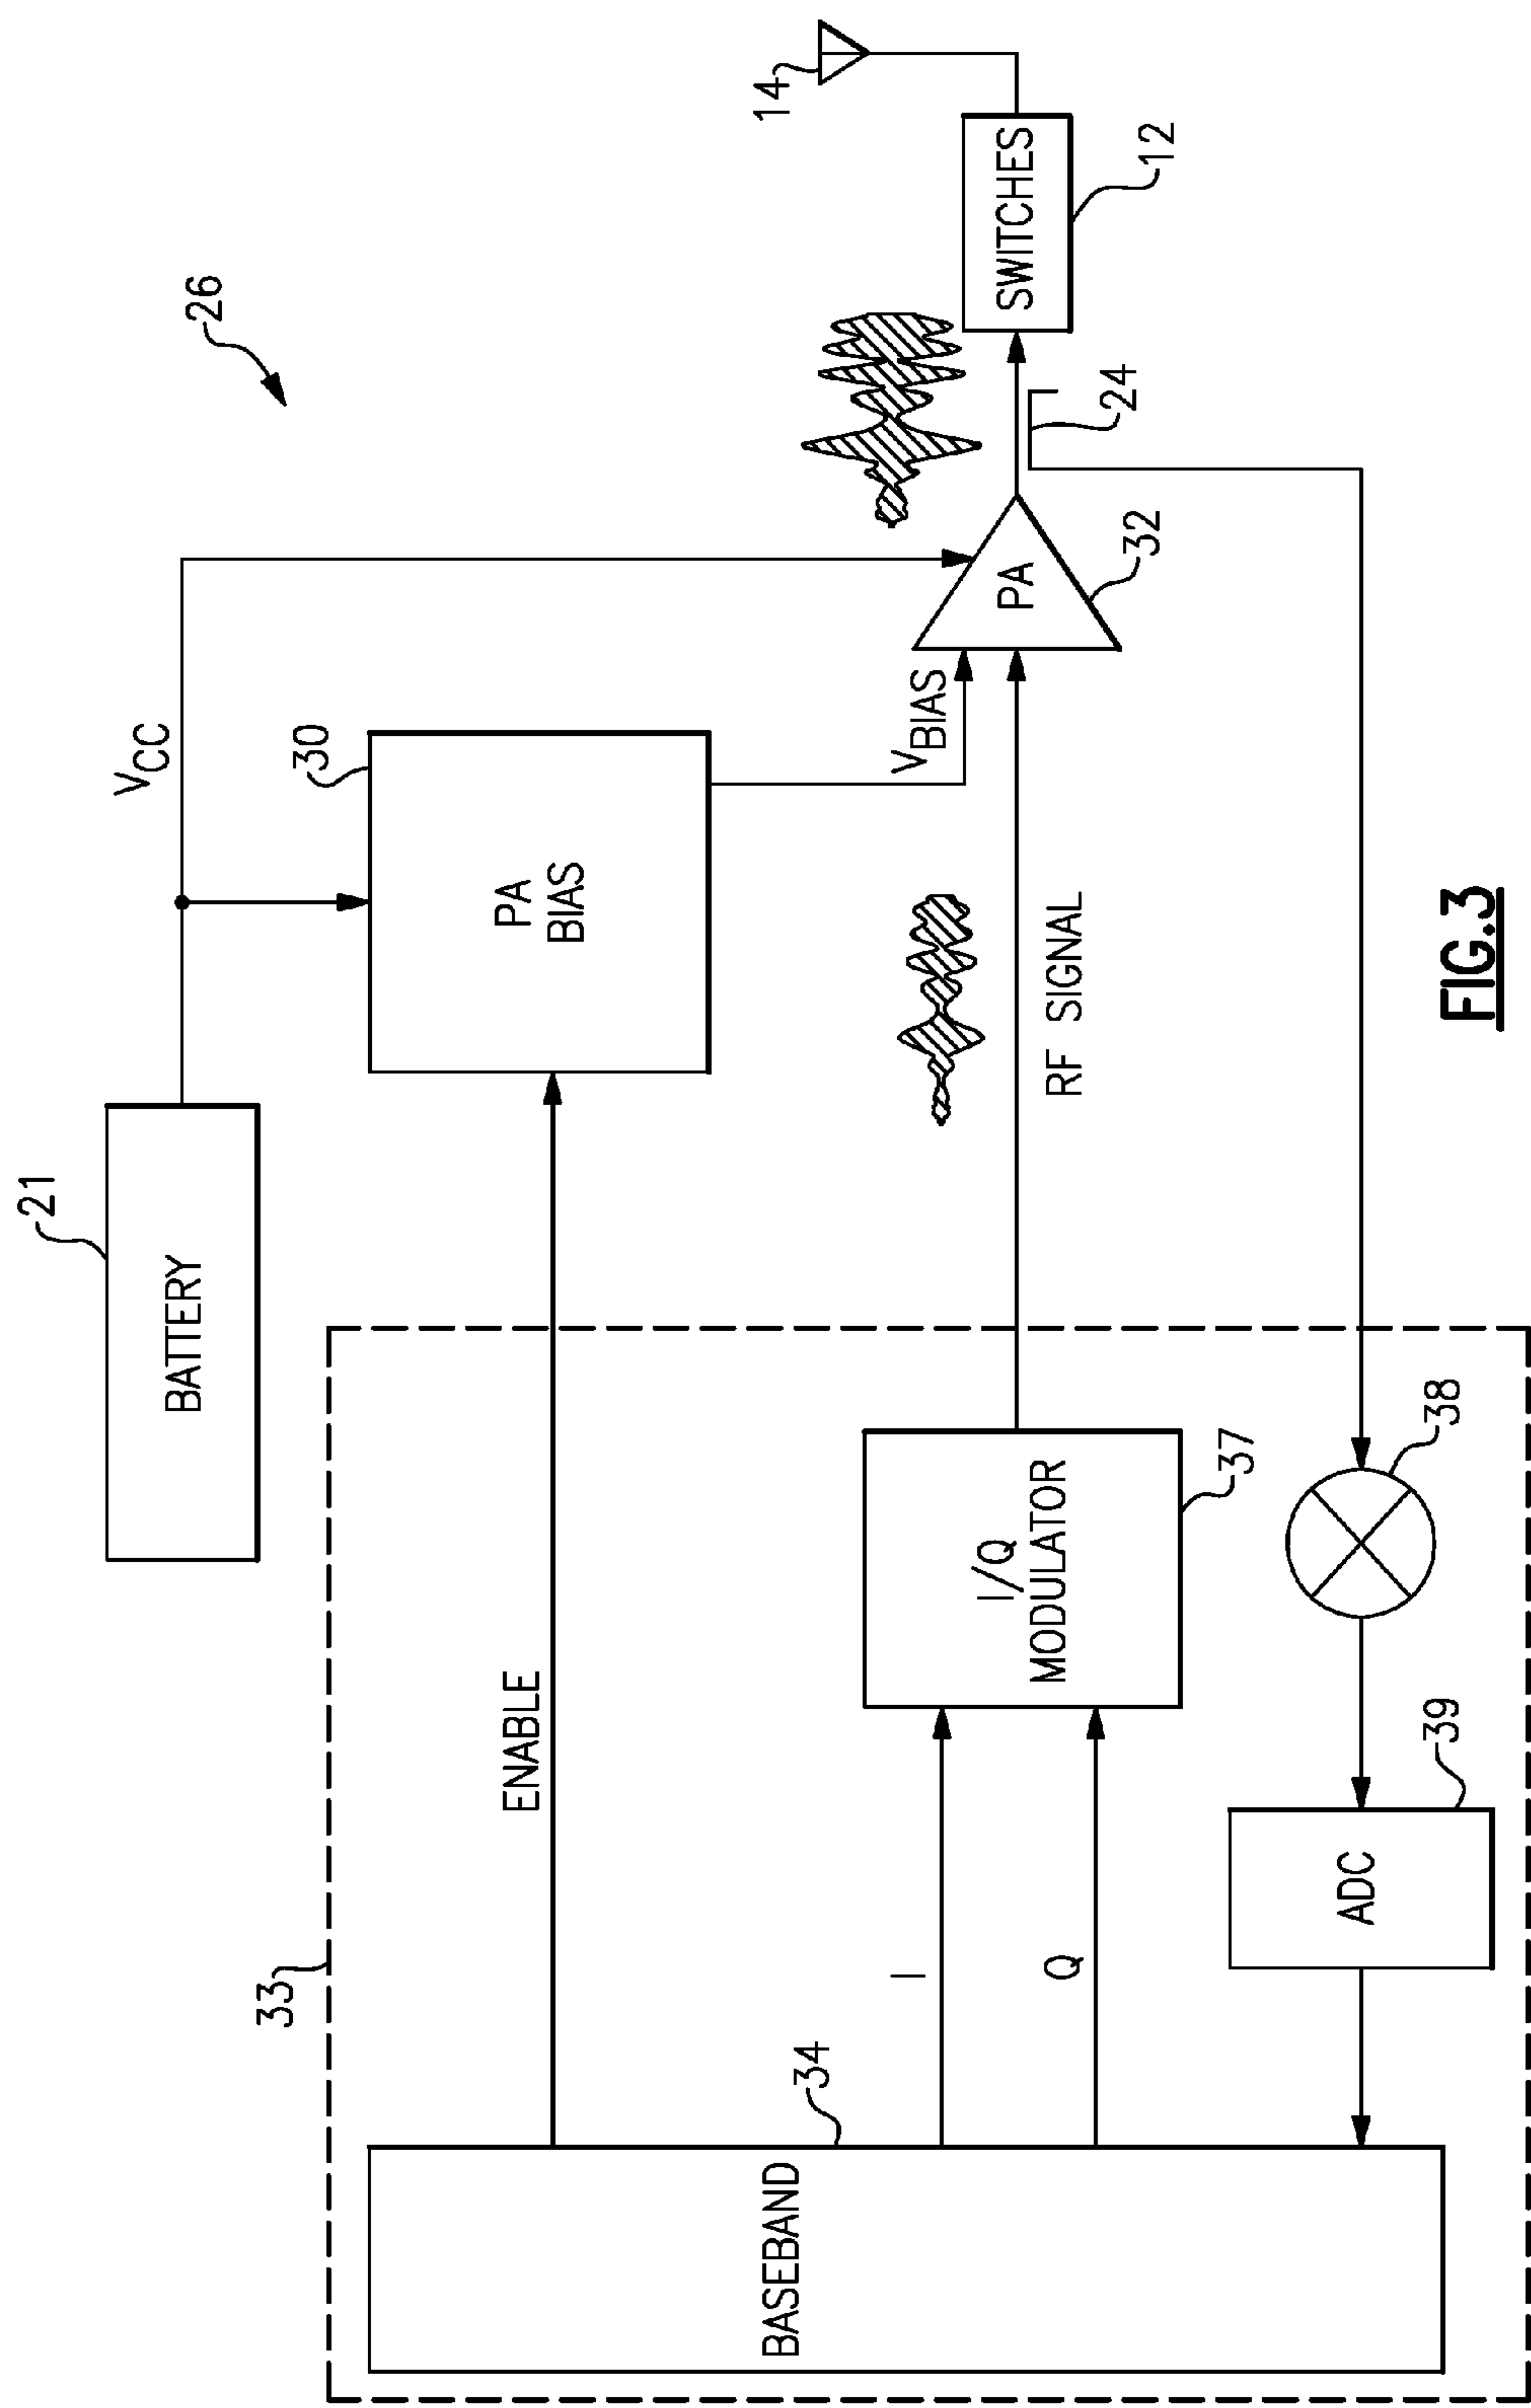 26
21
BATTERY
VCC
30
PA
BIAS
14
33
ENABLE
VBIAS
SWITCHES
12
34
BASEBAND
I
Q
I/Q
MODULATOR
37
RF SIGNAL
PA
32
24
39
ADC
38
FIG.3